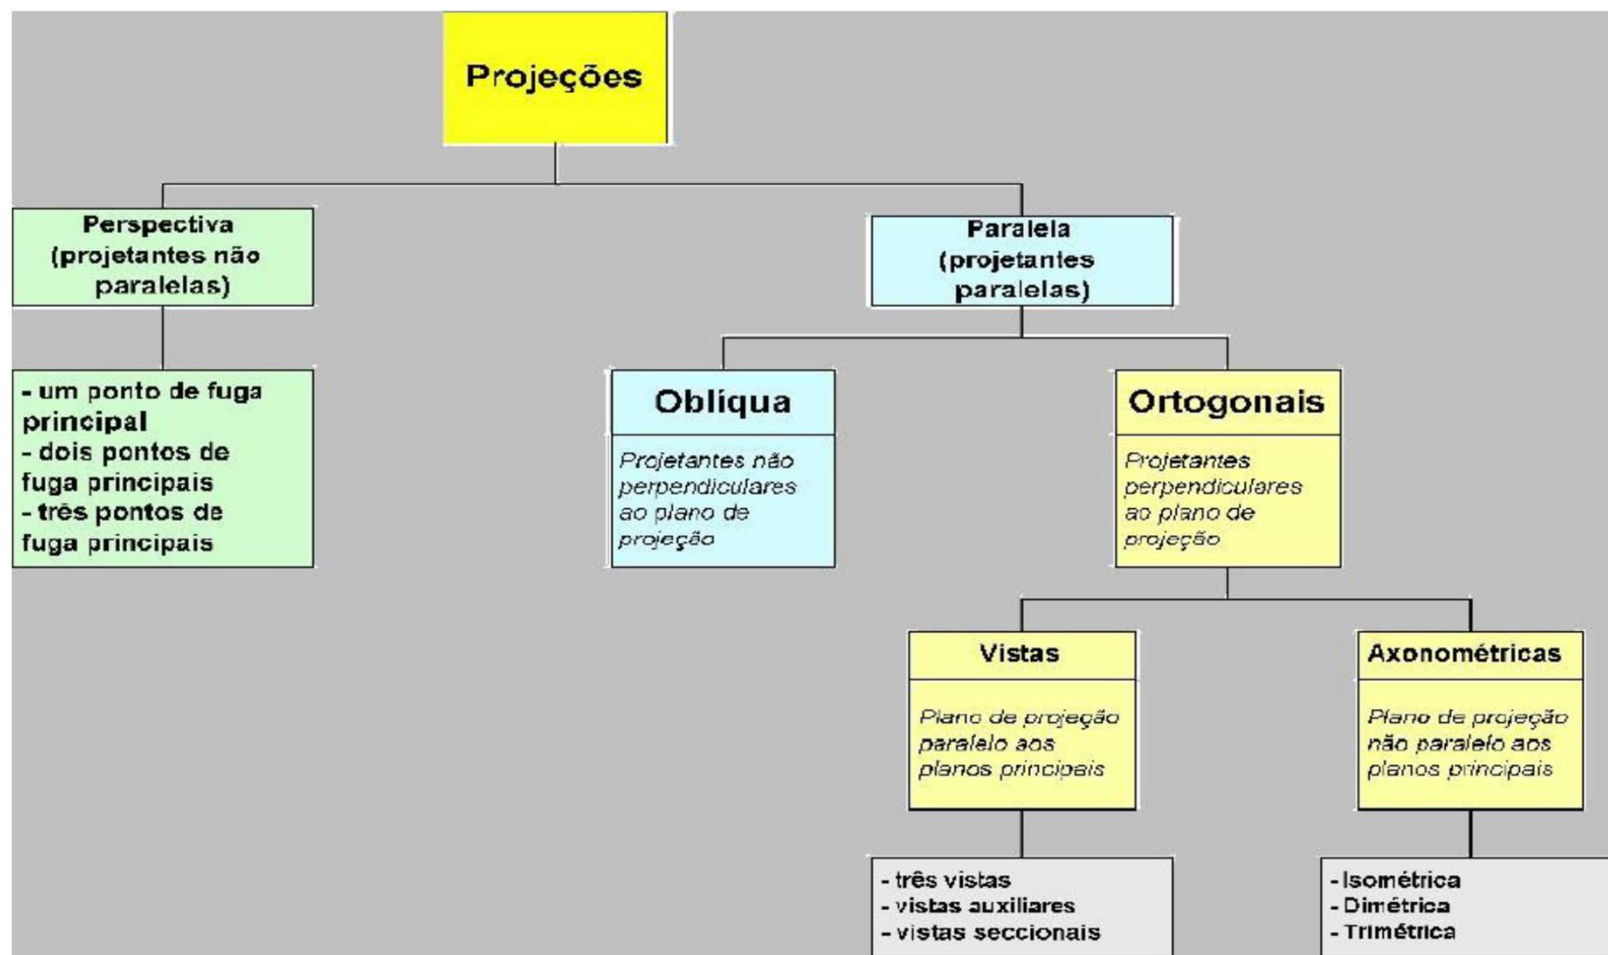 Projeções
Perspectiva
(projetantes não
paralelas)
Paralela
(projetantes
paralelas)
- um ponto de fuga
principal
- dois pontos de
fuga principais
- três pontos de
fuga principais
Oblíqua
Projetantes não
perpendiculares
ao plano de
projeção
Ortogonais
Projetantes
perpendiculares
ao plano de
projeção
Vistas
Plano de projeção
paralelo aos
planos principais
Axonométricas
Plano de projeção
não paralelo aos
planos principais
- três vistas
- vistas auxiliares
- vistas seccionais
- Isométrica
- Dimétrica
- Trimétrica